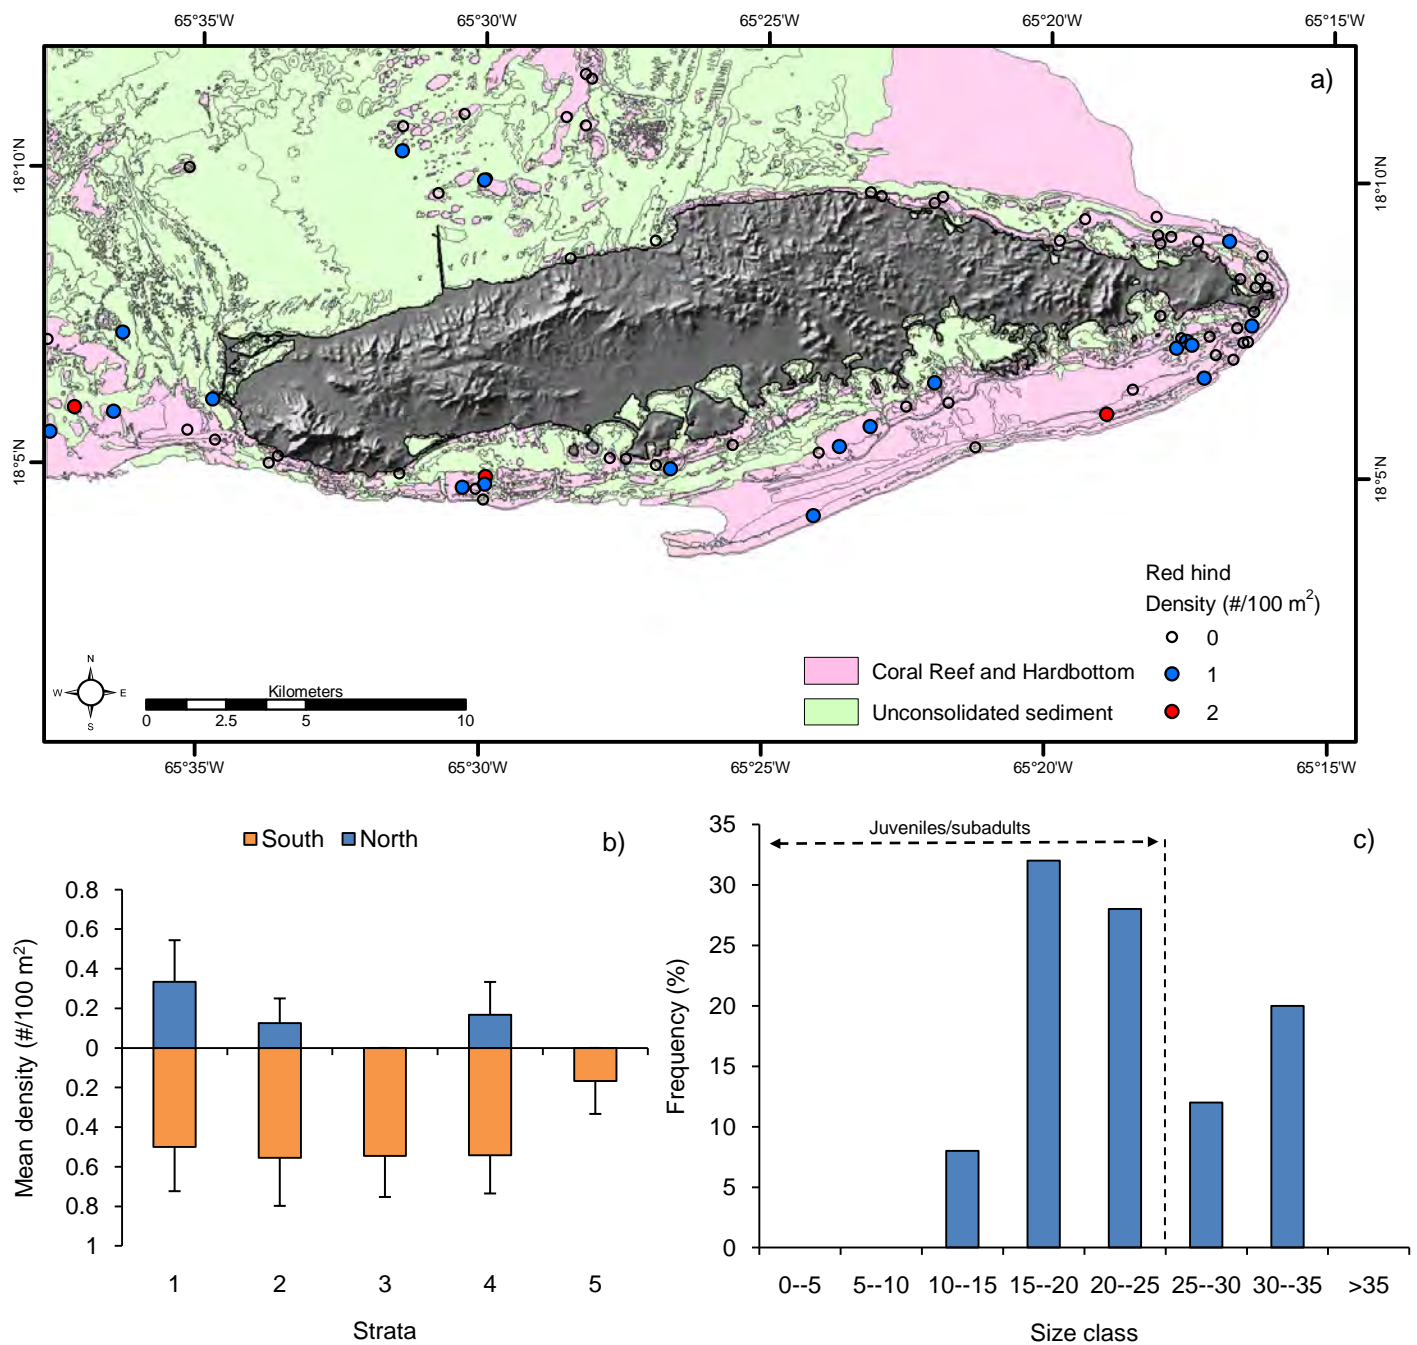 65°35'W 65°30'W 65°25'W 65°20'W 65°15'W
a)
18°10'N 18°10'N
18°5'N 18°5'N
Red hind
Density (#/100 m²)
0
1
2
Coral Reef and Hardbottom
Unconsolidated sediment
N
W E
S
Kilometers
0 2.5 5 10
65°35'W 65°30'W 65°25'W 65°20'W 65°15'W
South North
b)
Mean density (#/100 m²)
0.8
0.6
0.4
0.2
0
0.2
0.4
0.6
0.8
1
1 2 3 4 5
Strata
c)
Juveniles/subadults
Frequency (%)
35
30
25
20
15
10
5
0
0--5 5--10 10--15 15--20 20--25 25--30 30--35 >35
Size class